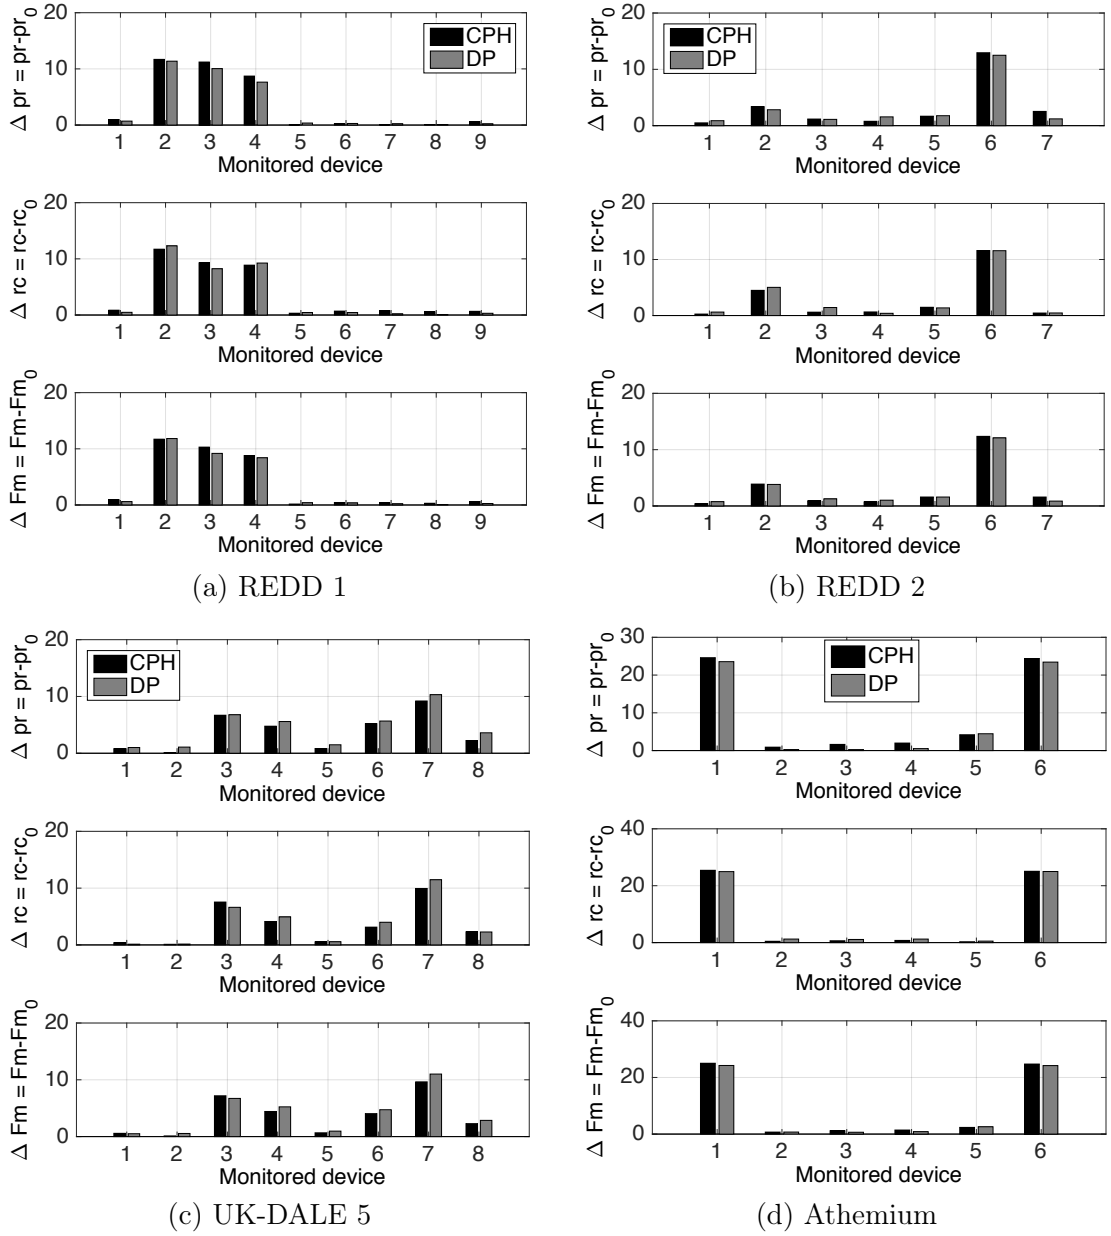 20
10
0
Δ pr = pr-pr0
CPH
DP
1 2 3 4 5 6 7 8 9
Monitored device
20
10
0
Δ rc = rc-rc0
1 2 3 4 5 6 7 8 9
Monitored device
20
10
0
Δ Fm = Fm-Fm0
1 2 3 4 5 6 7 8 9
Monitored device
(a) REDD 1
20
10
0
Δ pr = pr-pr0
CPH
DP
1 2 3 4 5 6 7
Monitored device
20
10
0
Δ rc = rc-rc0
1 2 3 4 5 6 7
Monitored device
20
10
0
Δ Fm = Fm-Fm0
1 2 3 4 5 6 7
Monitored device
(b) REDD 2
20
10
0
Δ pr = pr-pr0
CPH
DP
1 2 3 4 5 6 7 8
Monitored device
20
10
0
Δ rc = rc-rc0
1 2 3 4 5 6 7 8
Monitored device
20
10
0
Δ Fm = Fm-Fm0
1 2 3 4 5 6 7 8
Monitored device
(c) UK-DALE 5
30
20
10
0
Δ pr = pr-pr0
CPH
DP
1 2 3 4 5 6
Monitored device
40
20
0
Δ rc = rc-rc0
1 2 3 4 5 6
Monitored device
40
20
0
Δ Fm = Fm-Fm0
1 2 3 4 5 6
Monitored device
(d) Athemium